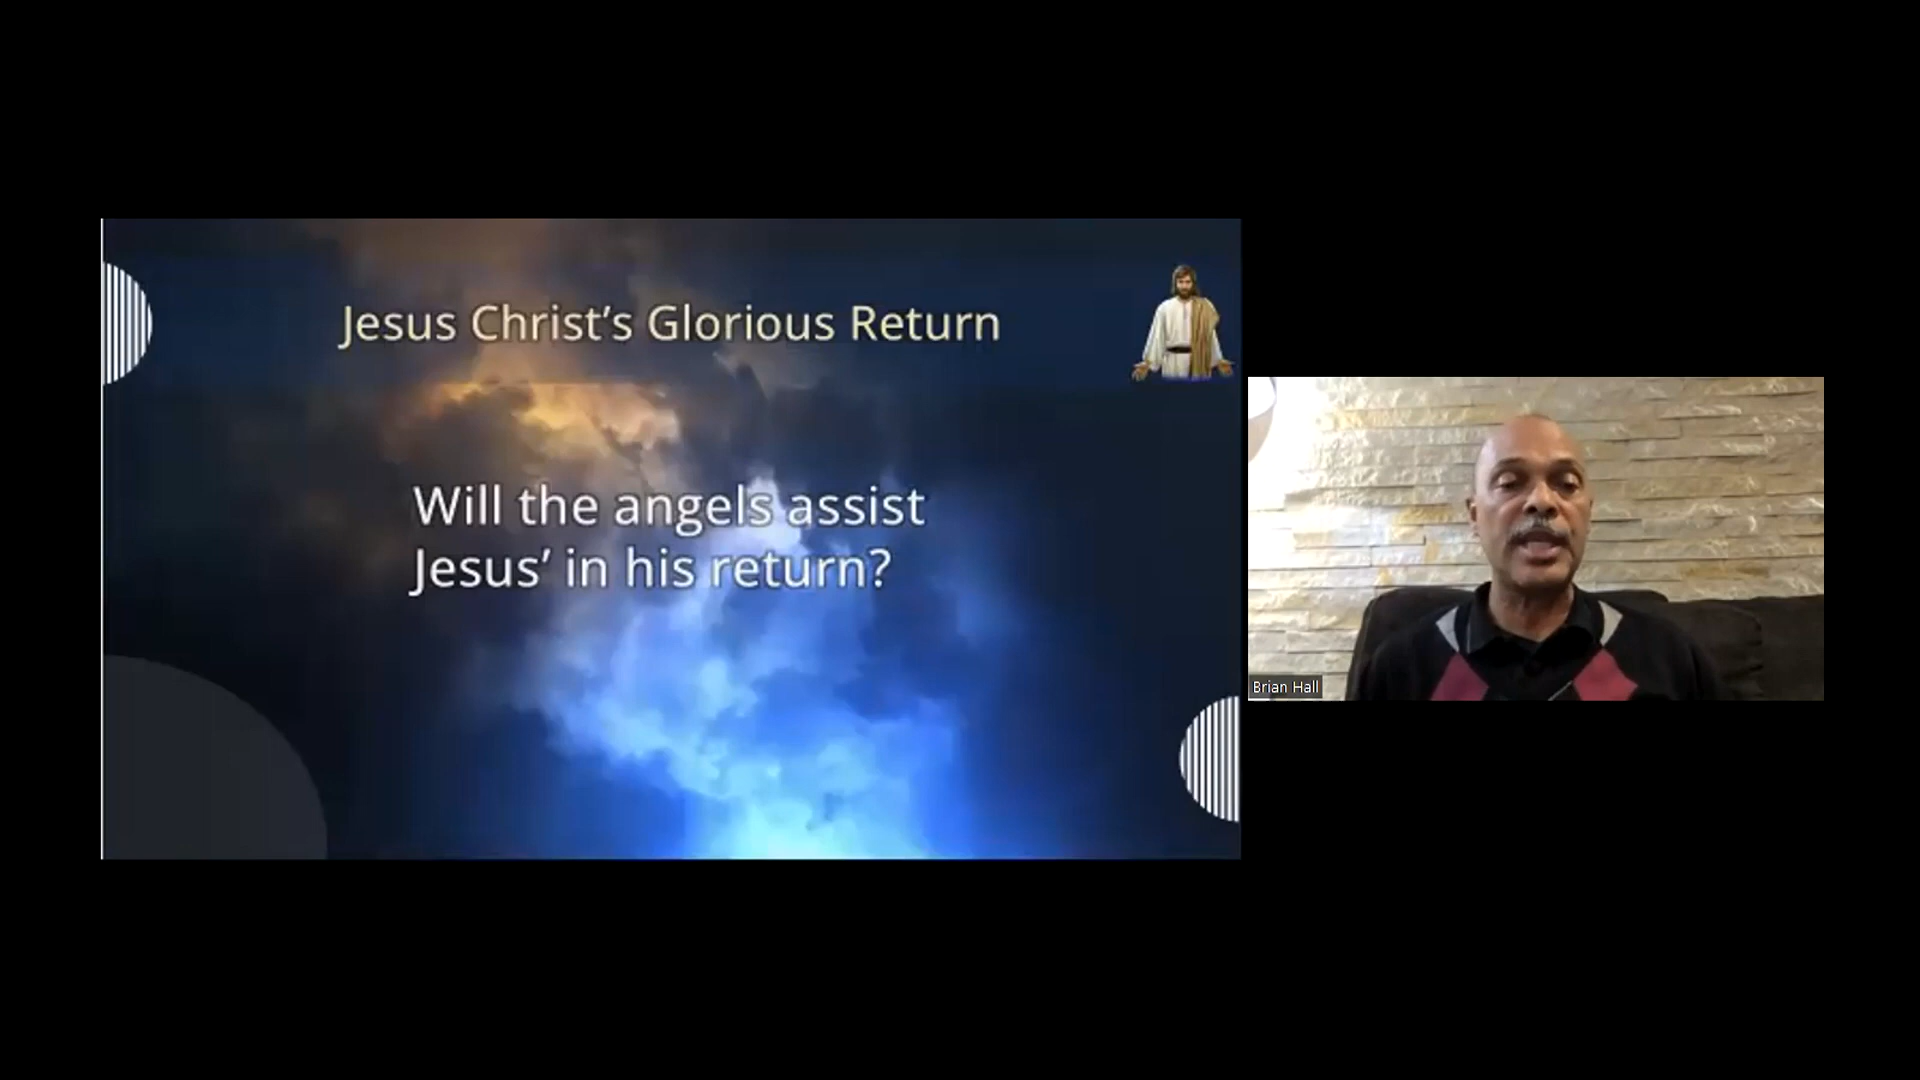 Jesus Christ’s Glorious Return
Will the angels assist
Jesus’ in his return?
Brian Hall